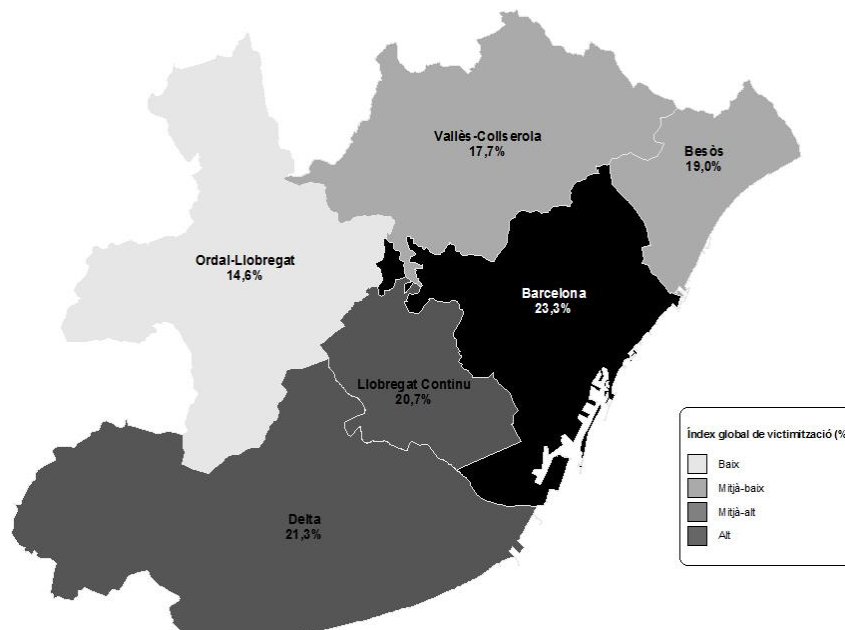 Vallès-Collserola
17,7%
Besòs
19,0%
Ordal-Llobregat
14,6%
Barcelona
23,3%
Llobregat Continu
20,7%
Delta
21,3%
Índex global de victimització (%
Baix
Mitjà-baix
Mitjà-alt
Alt